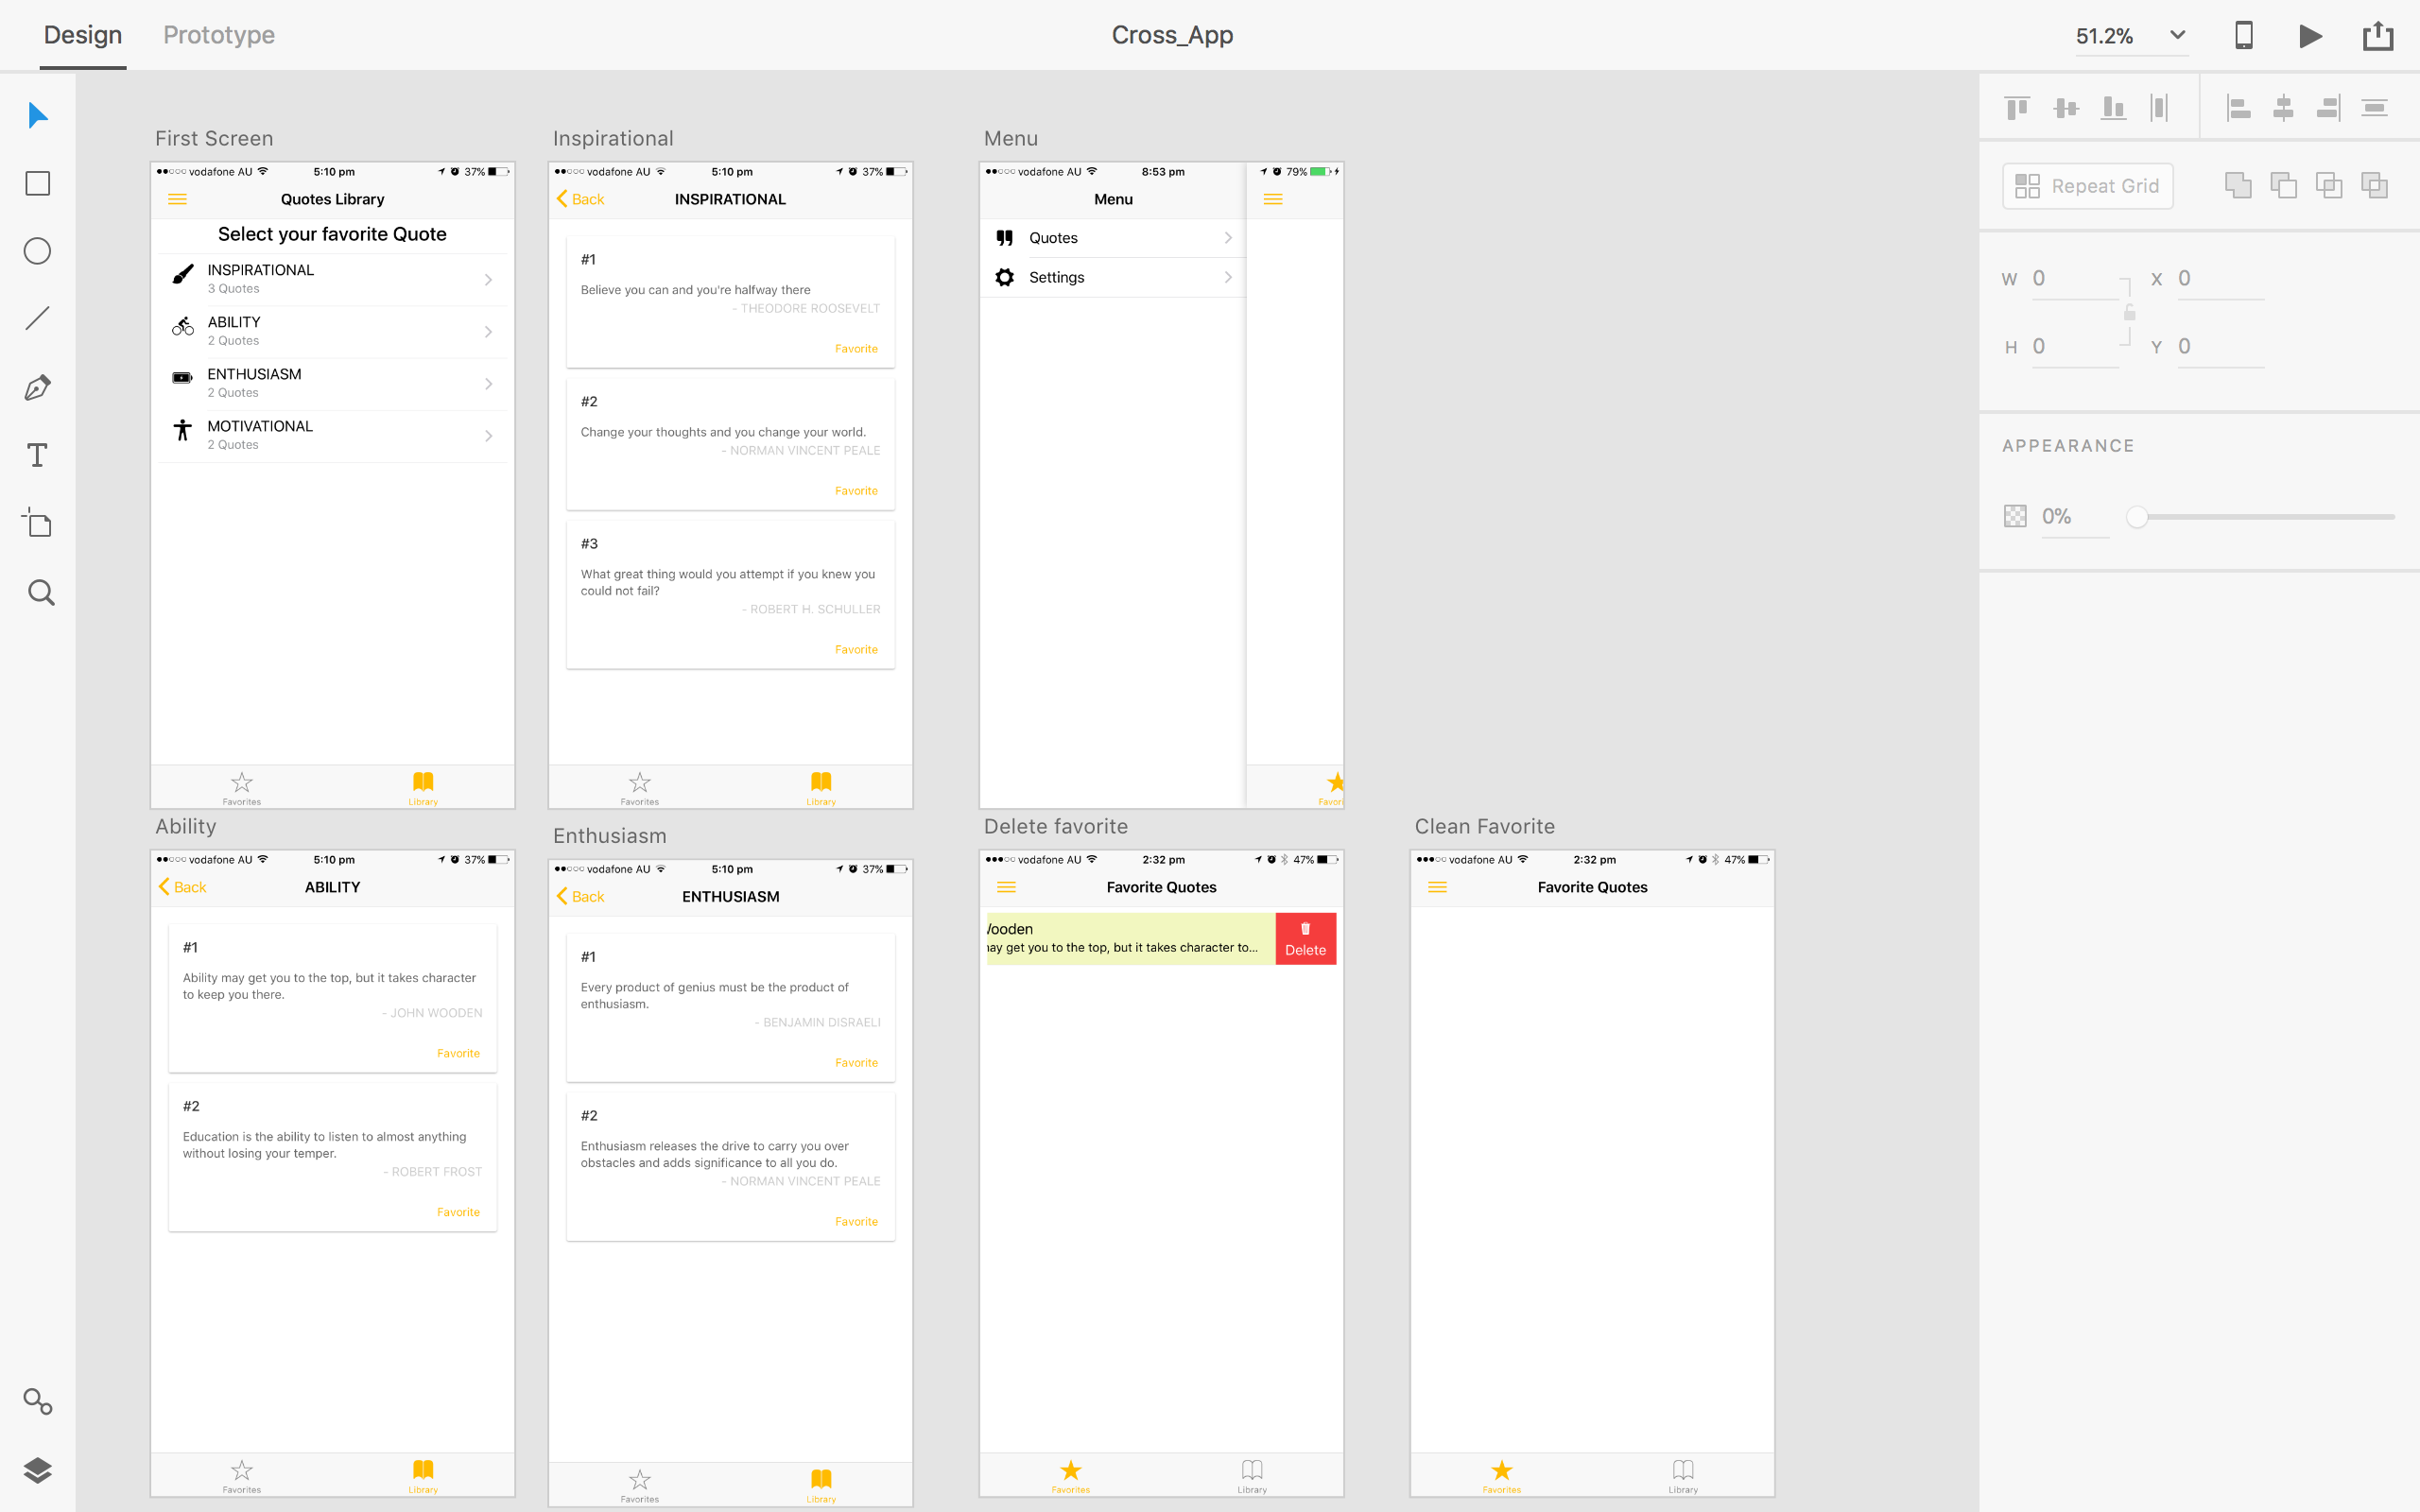 Design
Prototype
Cross_App
51.2%
First Screen
vodafone AU
5:10 pm
37%
Quotes Library
Select your favorite Quote
INSPIRATIONAL
3 Quotes
ABILITY
2 Quotes
ENTHUSIASM
2 Quotes
MOTIVATIONAL
2 Quotes
Favorites
Library
Inspirational
vodafone AU
5:10 pm
37%
Back
INSPIRATIONAL
#1
Believe you can and you're halfway there
- THEODORE ROOSEVELT
Favorite
#2
Change your thoughts and you change your world.
- NORMAN VINCENT PEALE
Favorite
#3
What great thing would you attempt if you knew you
could not fail?
- ROBERT H. SCHULLER
Favorite
Favorites
Library
Menu
vodafone AU
8:53 pm
79%
Menu
Quotes
Settings
Favori
Ability
vodafone AU
5:10 pm
37%
Back
ABILITY
#1
Ability may get you to the top, but it takes character
to keep you there.
- JOHN WOODEN
Favorite
#2
Education is the ability to listen to almost anything
without losing your temper.
- ROBERT FROST
Favorite
Favorites
Library
Enthusiasm
vodafone AU
5:10 pm
37%
Back
ENTHUSIASM
#1
Every product of genius must be the product of
enthusiasm.
- BENJAMIN DISRAELI
Favorite
#2
Enthusiasm releases the drive to carry you over
obstacles and adds significance to all you do.
- NORMAN VINCENT PEALE
Favorite
Favorites
Library
Delete favorite
vodafone AU
2:32 pm
47%
Favorite Quotes
Wooden
may get you to the top, but it takes character to...
Delete
Favorites
Library
Clean Favorite
vodafone AU
2:32 pm
47%
Favorite Quotes
Favorites
Library
Repeat Grid
W 0
X 0
H 0
Y 0
APPEARANCE
0%